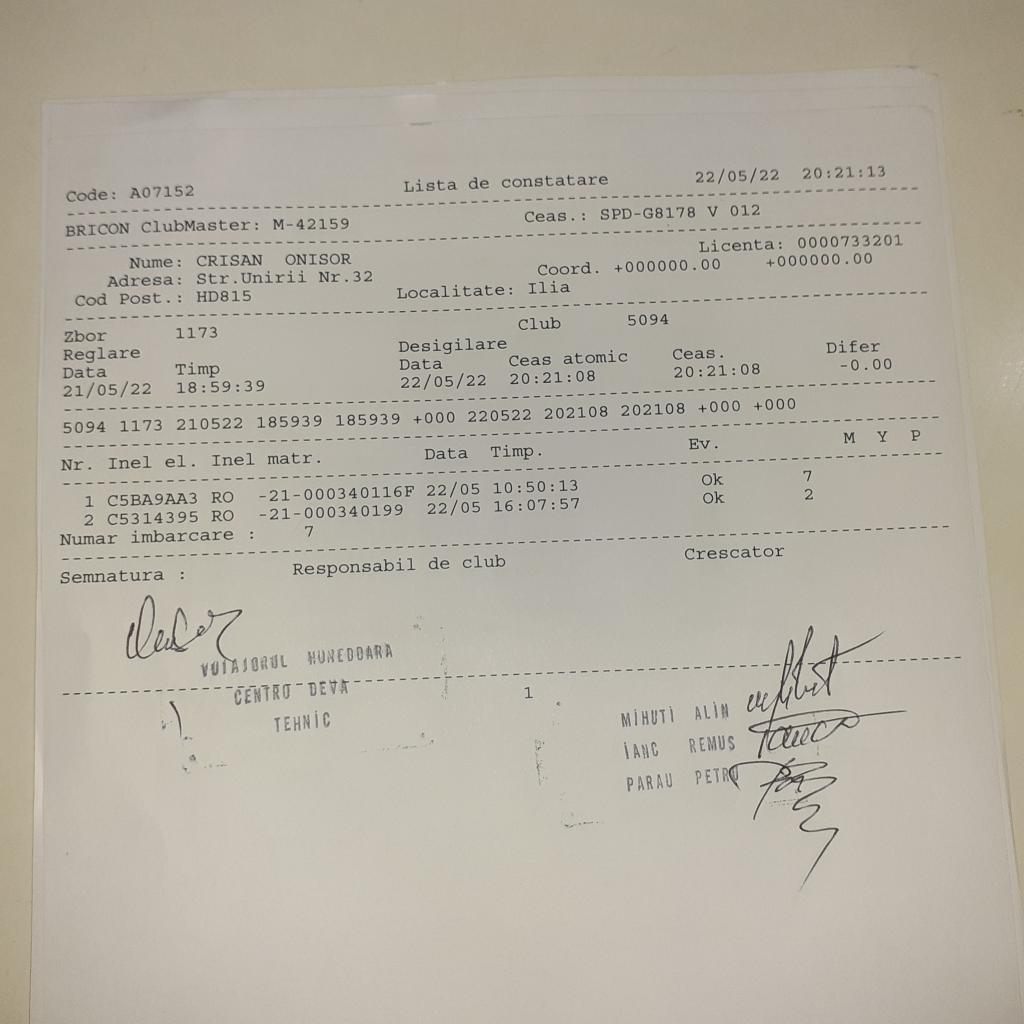 Code: A07152 Lista de constatare 22/05/22 20:21:13
BRICON ClubMaster: M-42159 Ceas.: SPD-G8178 V 012
Licenta: 0000733201
Nume: CRISAN ONISOR
Adresa: Str.Unirii Nr.32 Coord. +000000.00 +000000.00
Cod Post.: HD815 Localitate: Ilia
Zbor 1173 Club 5094
Reglare Desigilare
Data Timp Data Ceas atomic Ceas. Difer
21/05/22 18:59:39 22/05/22 20:21:08 20:21:08 -0.00
5094 1173 210522 185939 185939 +000 220522 202108 202108 +000 +000
Nr. Inel el. Inel matr. Data Timp. Ev. M Y P
1 C5BA9AA3 RO -21-000340116F 22/05 10:50:13 Ok 7
2 C5314395 RO -21-000340199 22/05 16:07:57 Ok 2
Numar imbarcare : 7
Semnatura : Responsabil de club Crescator
VOIAJORUL HUNEDOARA
CENTRO DEVA
TEHNIC
1
MIHUTI ALIN
IANC REMUS
PARAU PETRU